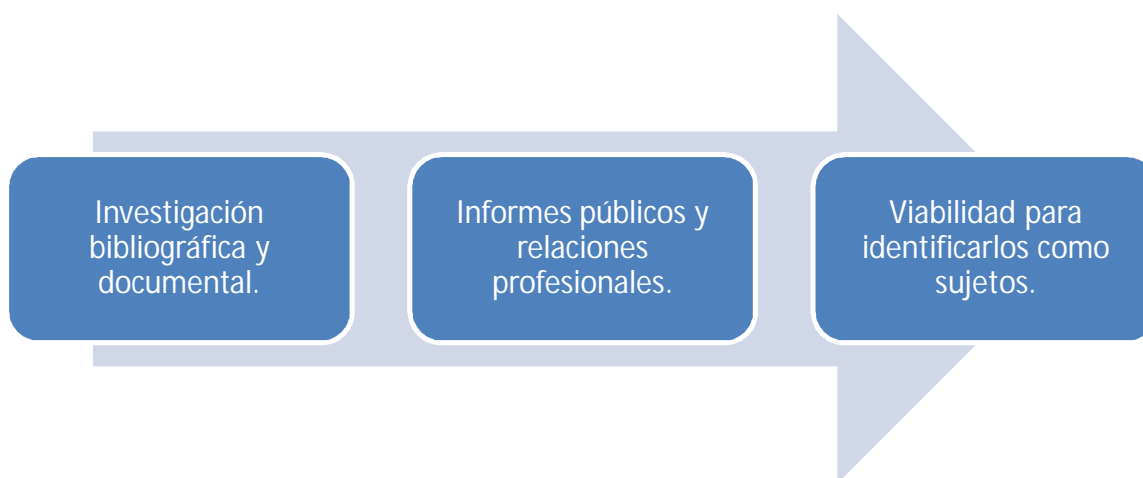 Investigación
bibliográfica y
documental.
Informes públicos y
relaciones
profesionales.
Viabilidad para
identificarlos como
sujetos.